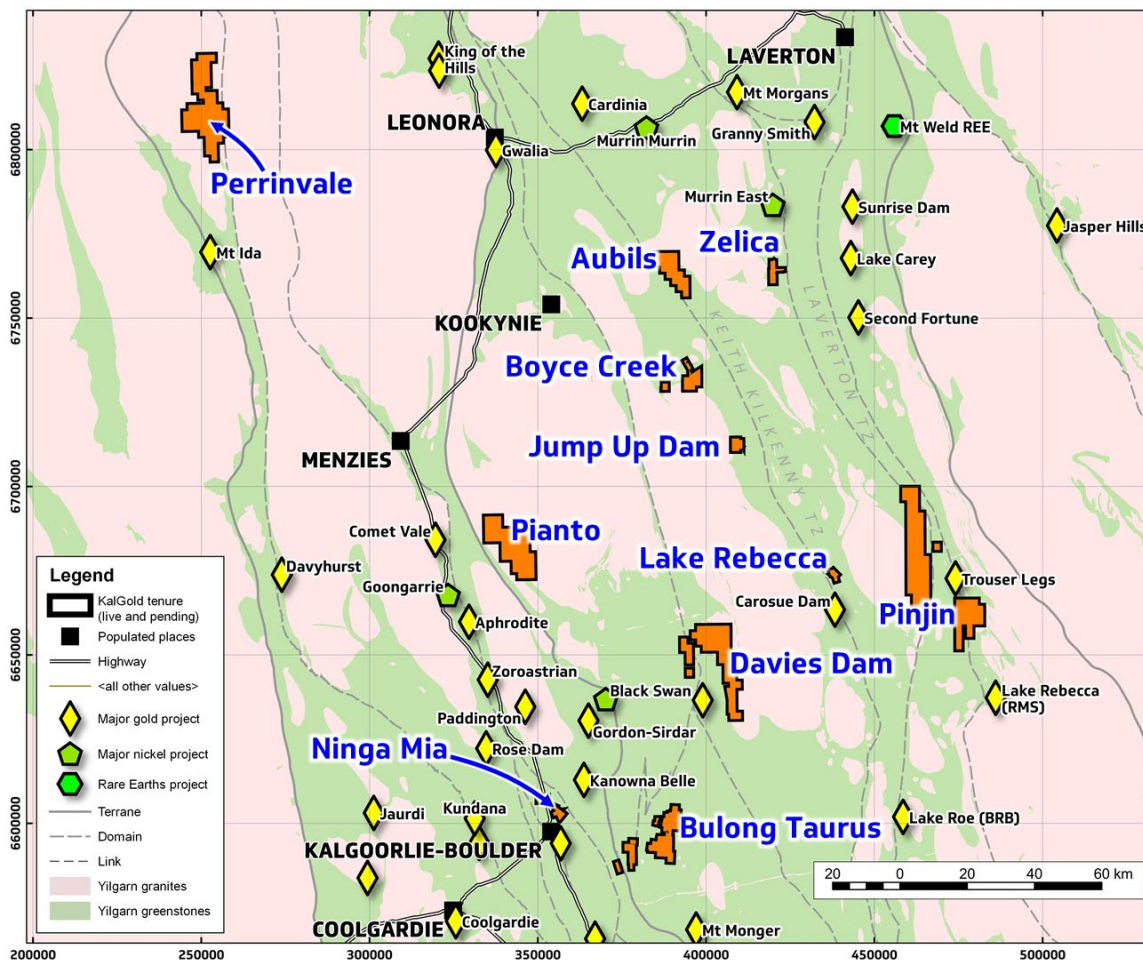 King of the
Hills
LAVERTON
Cardinia
Mt Morgans
LEONORA
Murrin Murrin
Granny Smith
Mt Weld REE
Gwalia
Perrinvale
Murrin East
Sunrise Dam
Jasper Hills
Zelica
Aubils
Mt Ida
Lake Carey
KOOKYNIE
Second Fortune
LAVERTON TZ
KEITH KILKENNY TZ
Boyce Creek
Jump Up Dam
MENZIES
Comet Vale
Pianto
Lake Rebecca
Davyhurst
Goongarrie
Trouser Legs
Carosue Dam
Pinjin
Aphrodite
Davies Dam
Zoroastrian
Black Swan
Lake Rebecca
(RMS)
Paddington
Gordon-Sirdar
Ninga Mia
Rose Dam
Kanowna Belle
Jaurdi
Kundana
Lake Roe (BRB)
Bulong Taurus
KALGOORLIE-BOULDER
COOLGARDIE
Coolgardie
Mt Monger
Legend
KalGold tenure
(live and pending)
Populated places
Highway
<all other values>
Major gold project
Major nickel project
Rare Earths project
Terrane
Domain
Link
Yilgarn granites
Yilgarn greenstones
20 0 20 40 60 km
6800000
6750000
6700000
6650000
6600000
200000 250000 300000 350000 400000 450000 500000